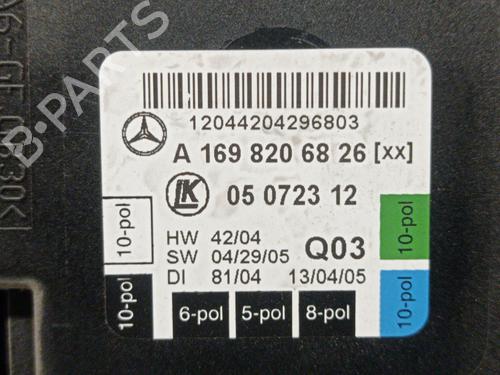 B-PARTS
12044204296803
A 169 820 68 26 [xx]
LK 05 0723 12
HW 42/04
SW 04/29/05 Q03
DI 81/04 13/04/05
10-pol
10-pol
10-pol
10-pol
6-pol 5-pol 8-pol